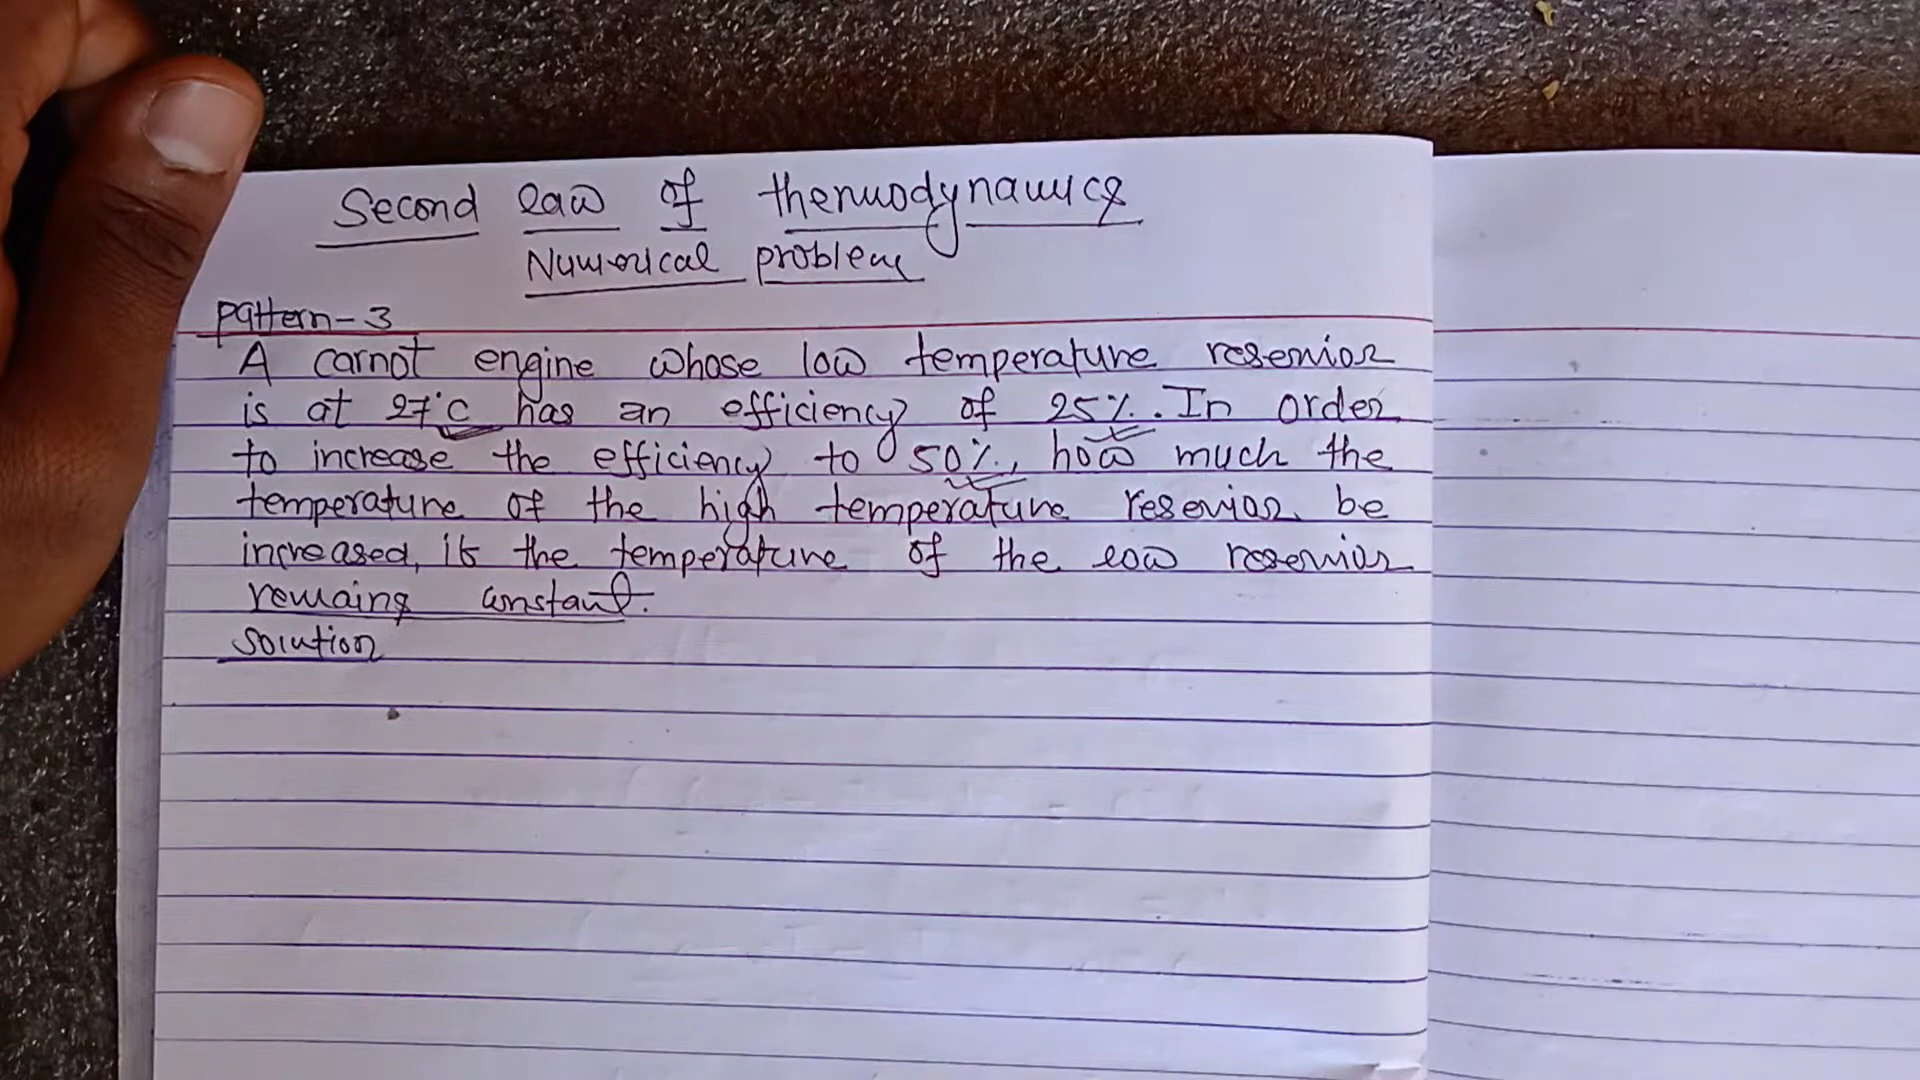 Second law of thermodynamics
Numerical problem
Pattern-3
A carnot engine whose low temperature reservior
is at 27°C has an efficiency of 25%. In order
to increase the efficiency to 50%, how much the
temperature of the high temperature reservior be
increased, if the temperature of the low reservior
remains constant.
Solution